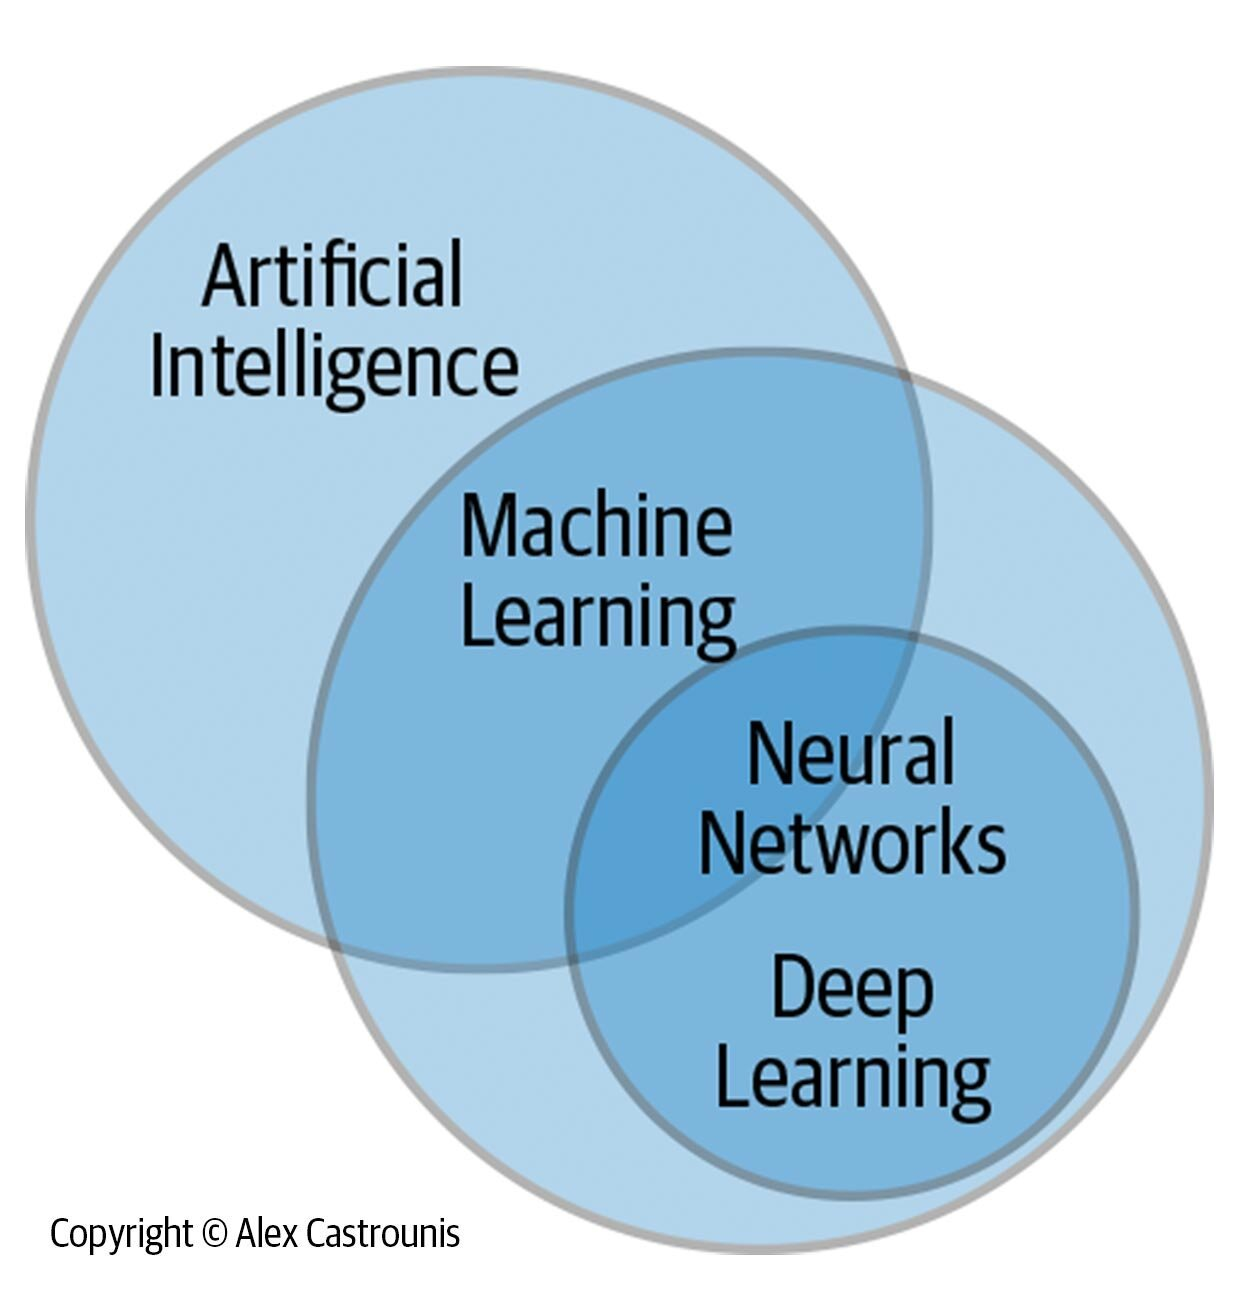 Artificial
Intelligence
Machine
Learning
Neural
Networks
Deep
Learning
Copyright © Alex Castrounis